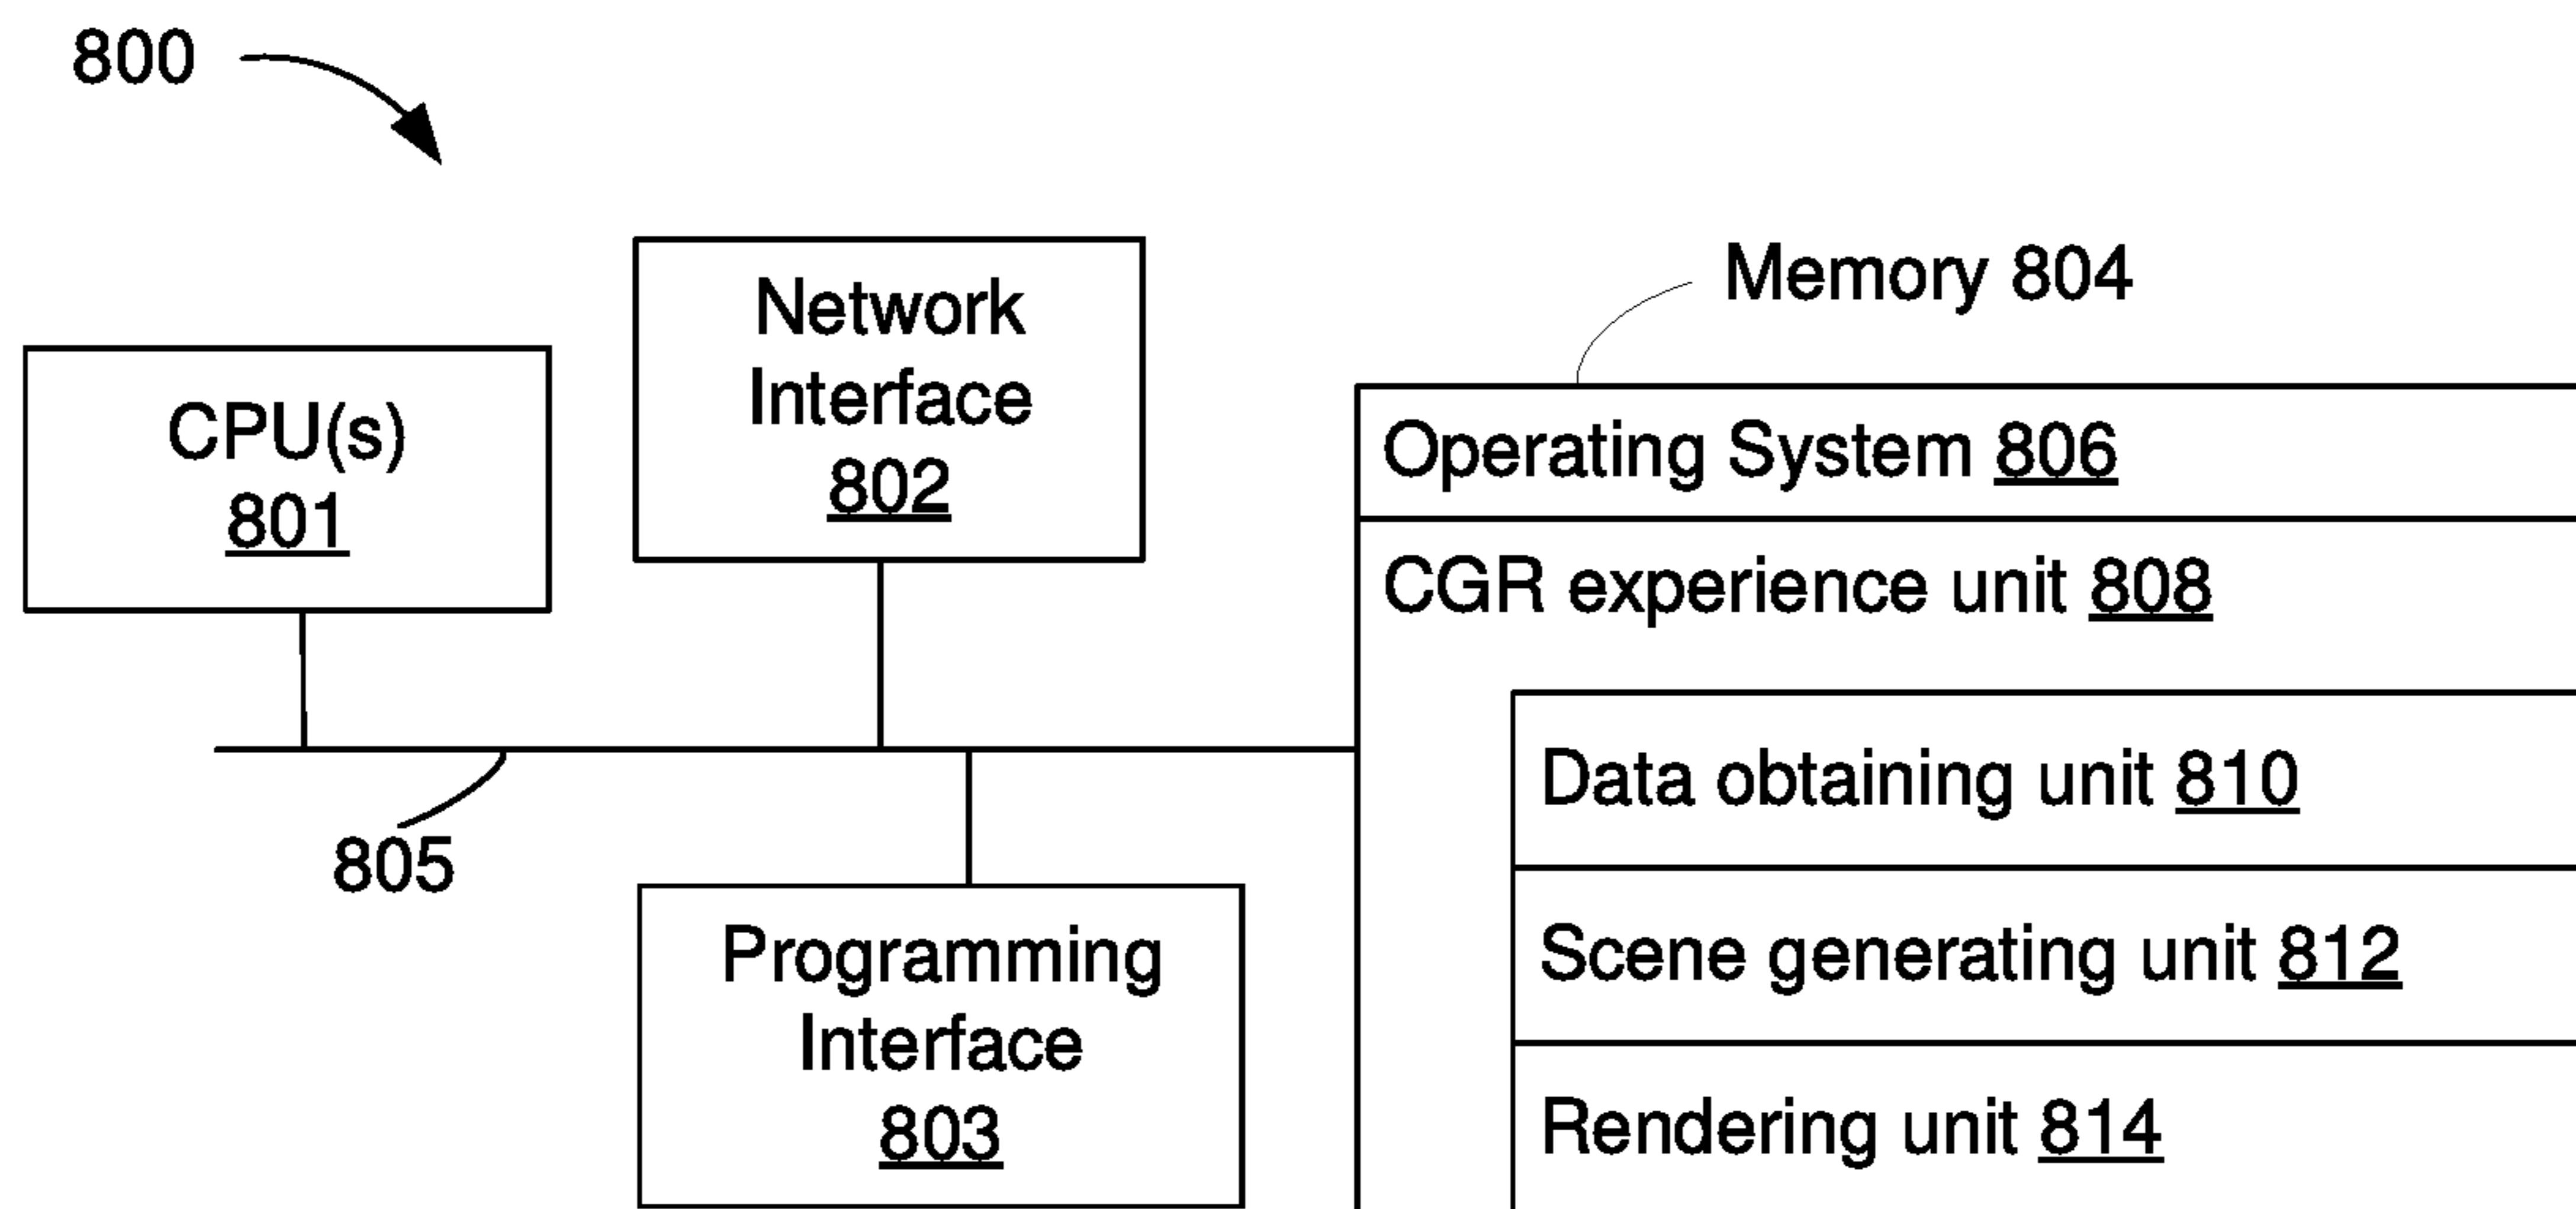 800
Memory 804
Network
Interface
802
CPU(s)
801
Operating System 806
CGR experience unit 808
Data obtaining unit 810
805
Scene generating unit 812
Programming
Interface
803
Rendering unit 814